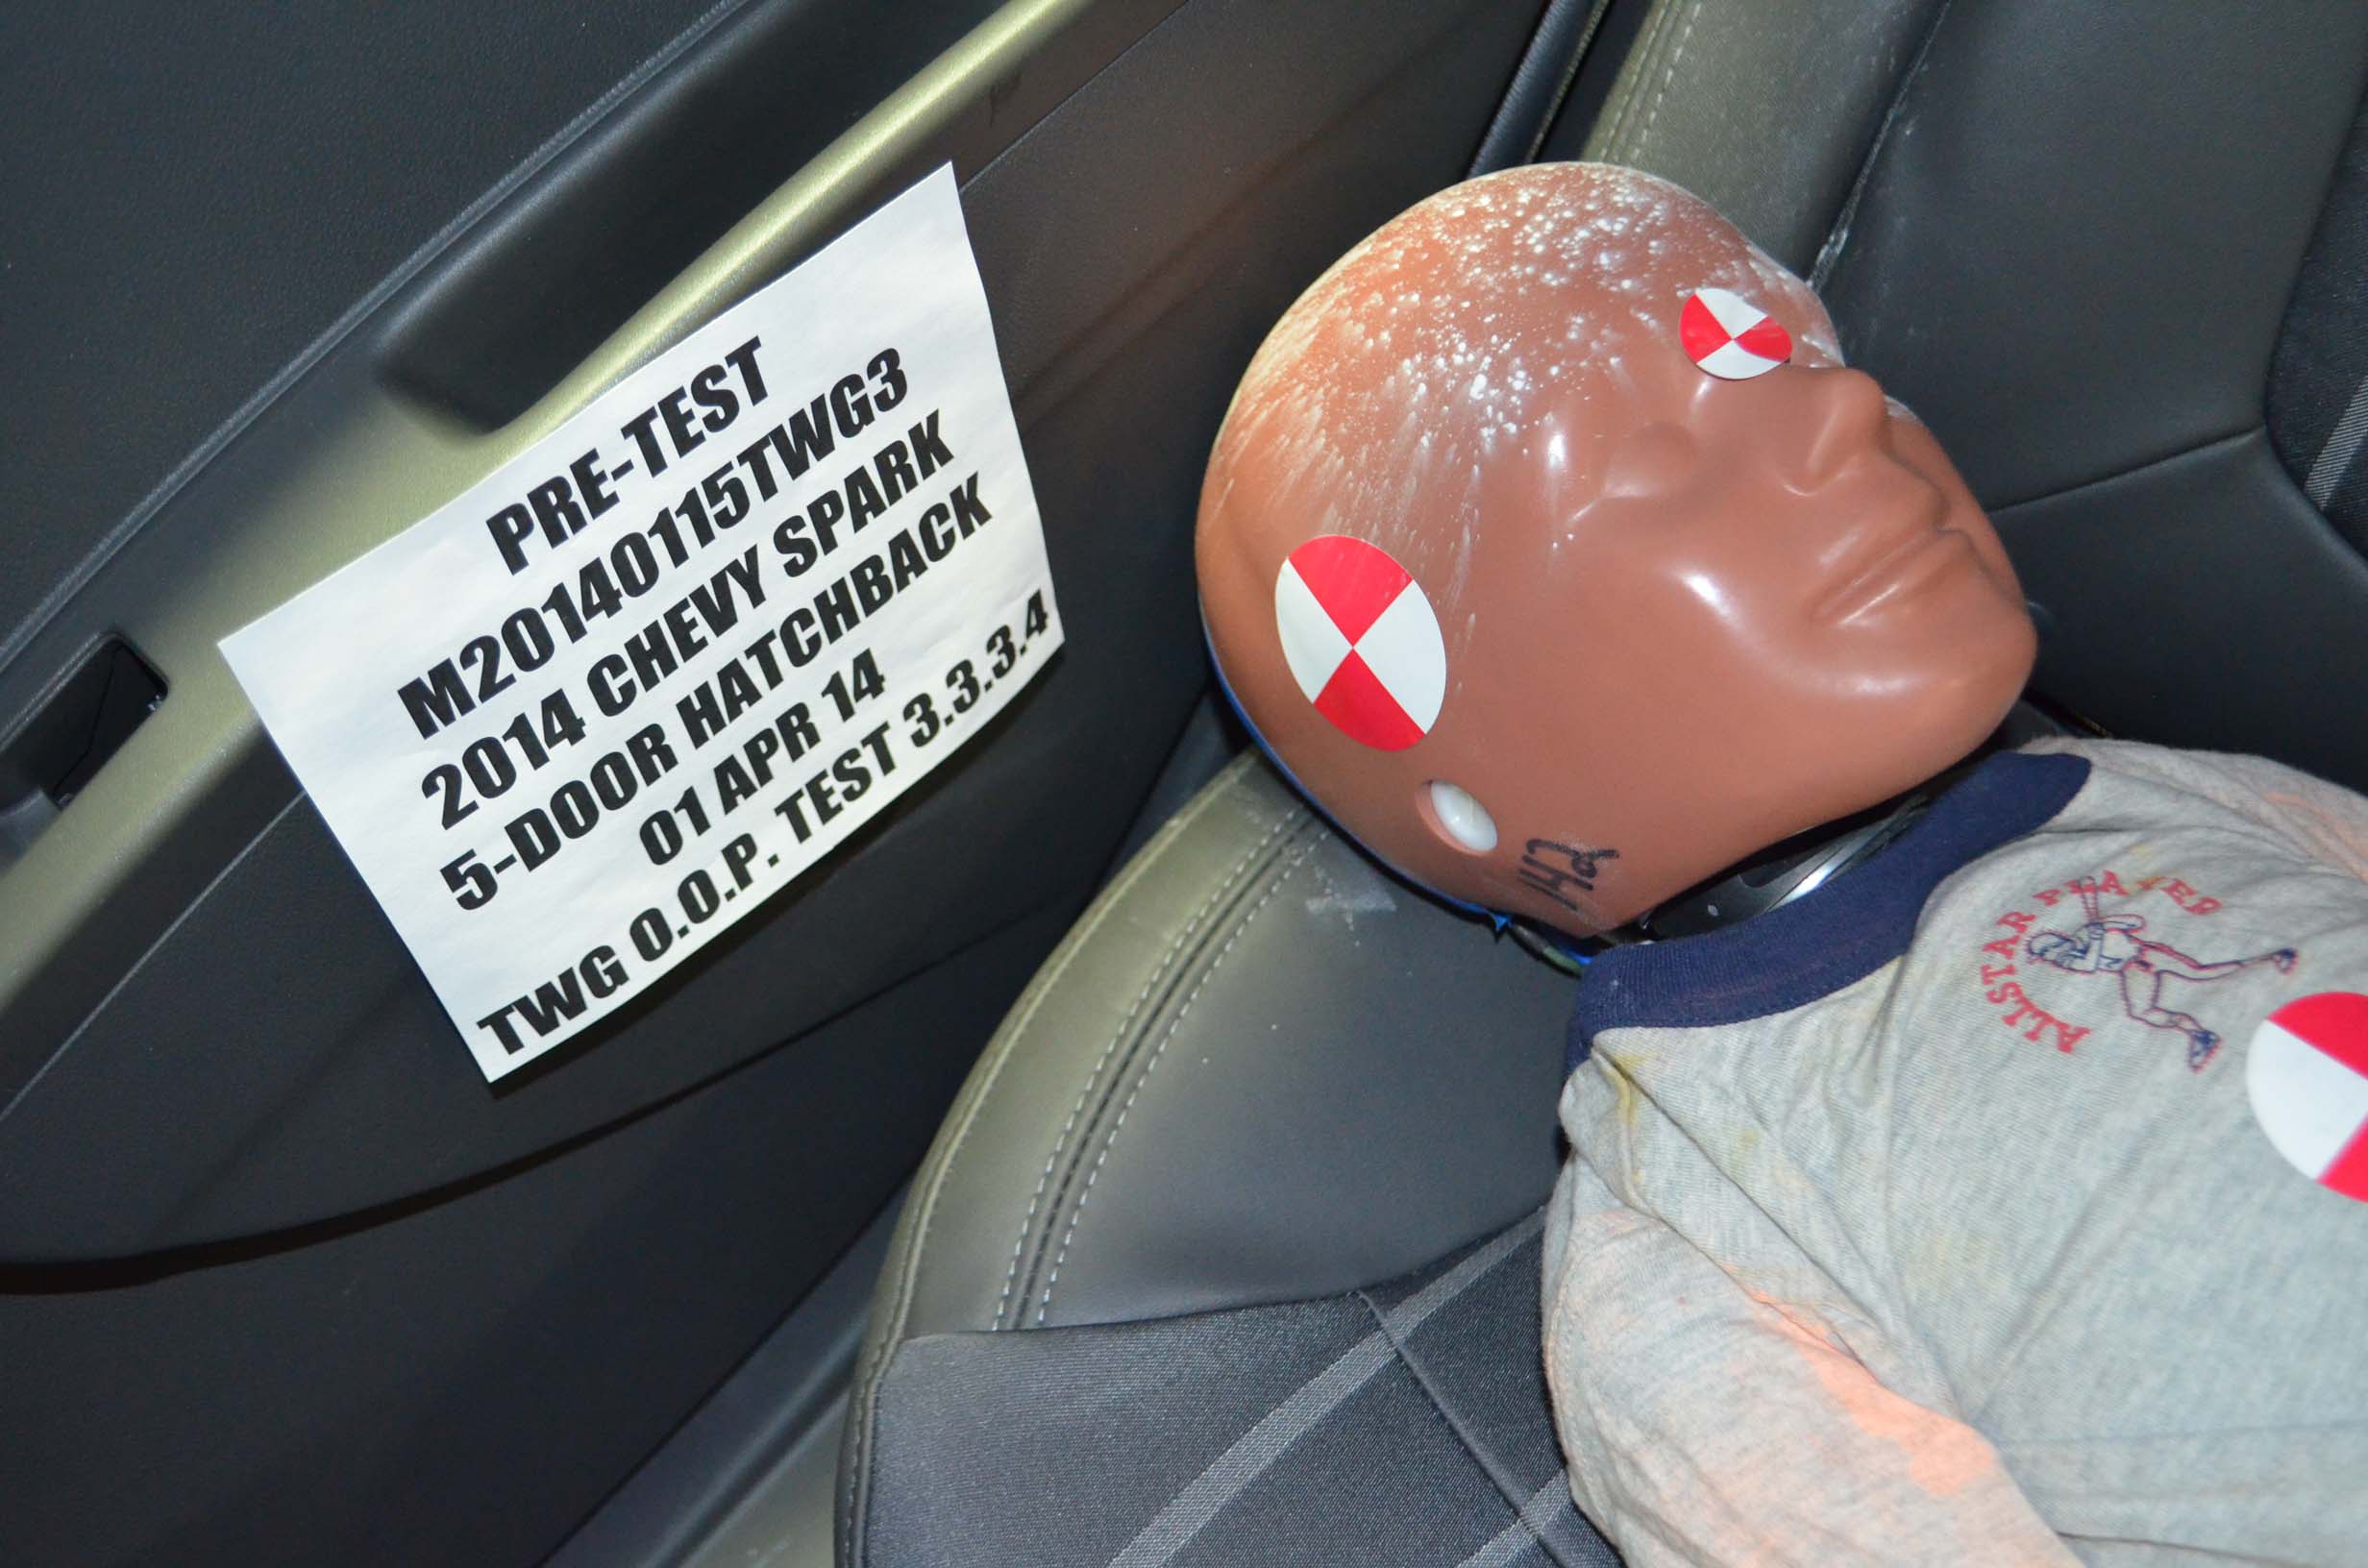 PRE-TEST
M20140115TWG3
2014 CHEVY SPARK
5-DOOR HATCHBACK
01 APR 14
TWG O.O.P. TEST 3.3.3.4
ALLSTAR PLAYER